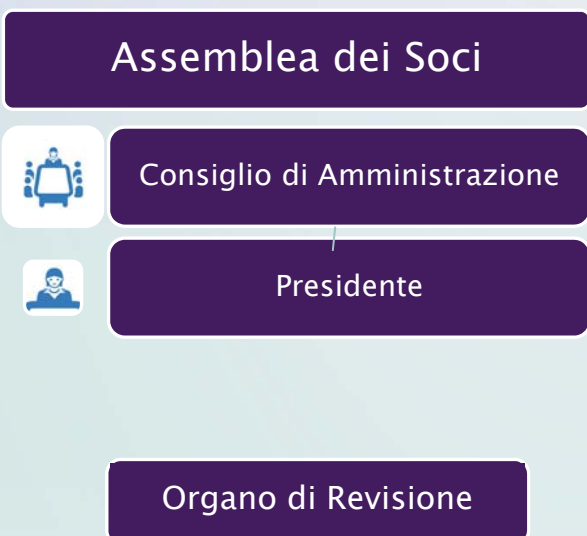 Assemblea dei Soci
Consiglio di Amministrazione
Presidente
Organo di Revisione